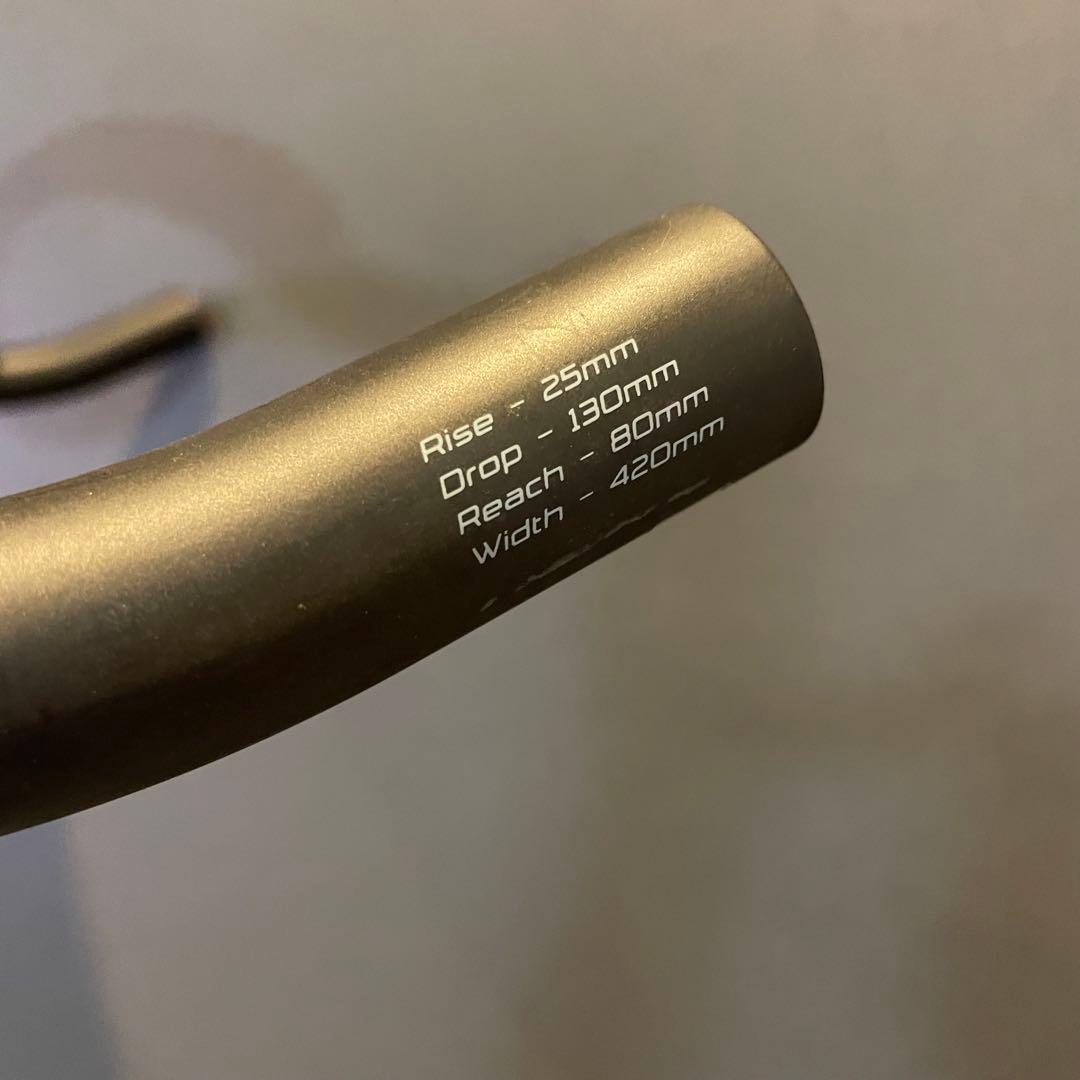 Rise - 25mm
Drop - 130mm
Reach - 80mm
Width - 420mm